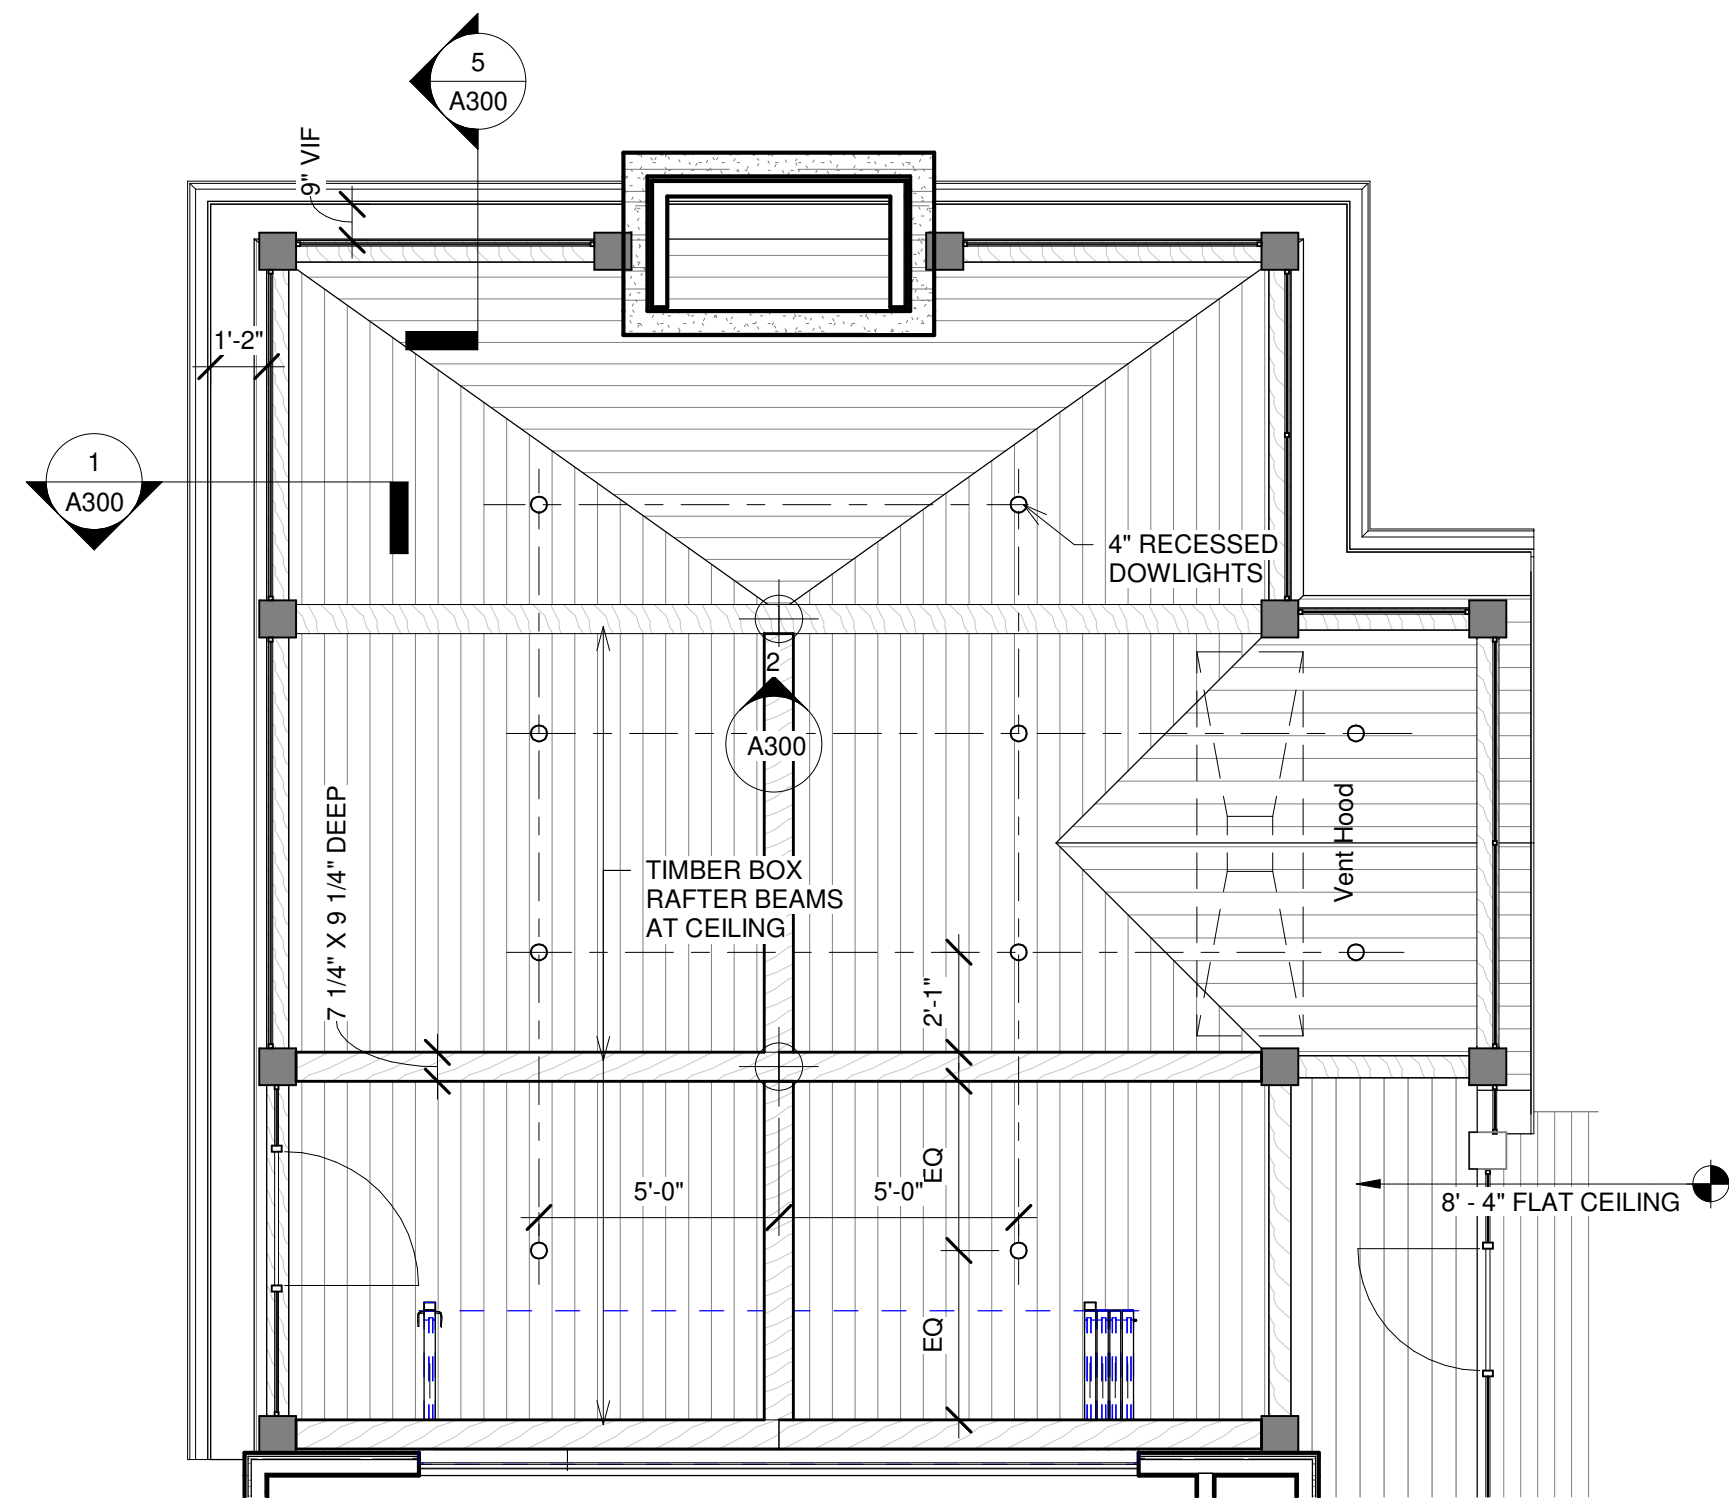 5
A300
9" VIF
1'-2"
1
A300
4" RECESSED
DOWLIGHTS
2
A300
7 1/4" X 9 1/4" DEEP
TIMBER BOX
RAFTER BEAMS
AT CEILING
Vent Hood
2'-1"
EQ
5'-0"
5'-0"
8' - 4" FLAT CEILING
EQ